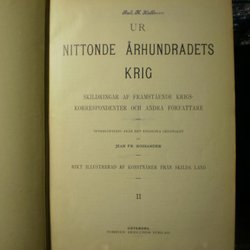 UR
NITTONDE ÅRHUNDRADETS
KRIG
SKILDRINGAR AF FRAMSTÅENDE KRIGS-
KORRESPONDENTER OCH ANDRA FÖRFATTARE
JEAN FR.
RIKT ILLUSTRERAD AF KONSTNÄRER FRÅN SKILDA LAND
II
GÖTEBORG